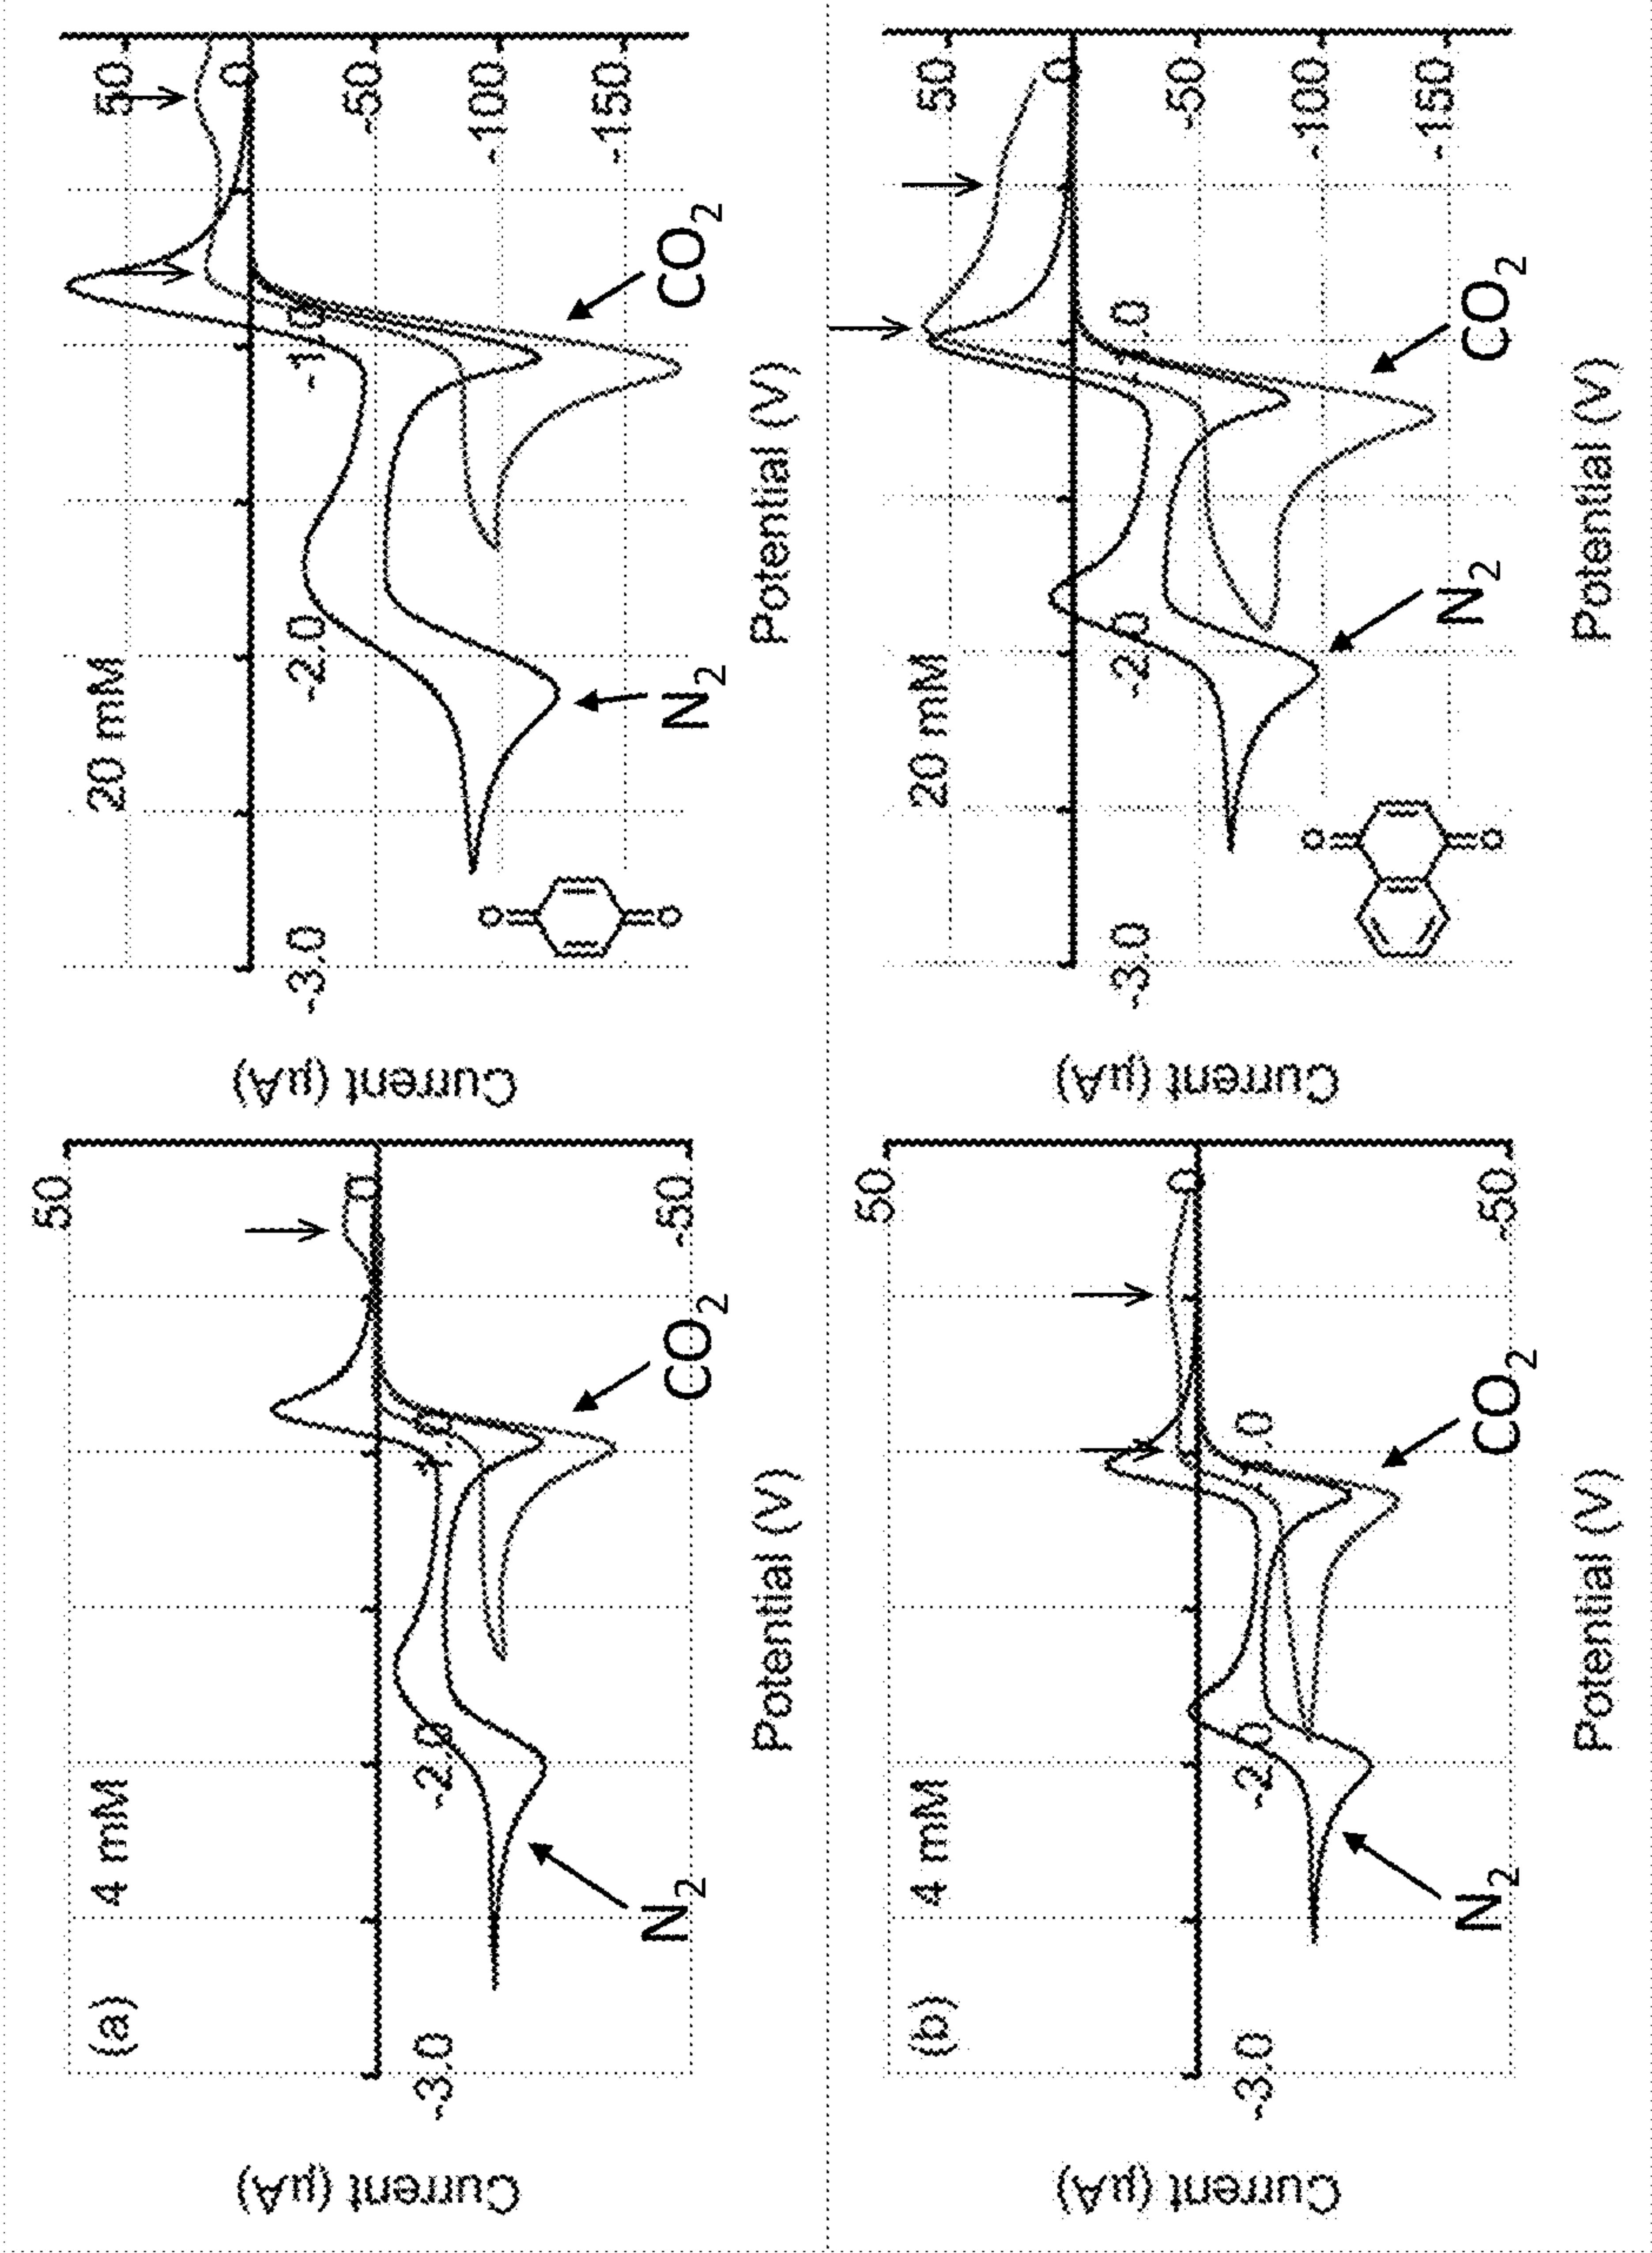 (a)
4 mM
50
Current (µA)
0
-3.0
-2.0
-1.0
N2
CO2
-50
Potential (V)
20 mM
50
Current (µA)
0
-3.0
-2.0
-1.0
-50
-100
-150
O
O
N2
CO2
Potential (V)
(b)
4 mM
50
Current (µA)
0
-3.0
-2.0
-1.0
N2
CO2
-50
Potential (V)
20 mM
50
Current (µA)
0
-3.0
-2.0
-1.0
-50
-100
-150
O
O
N2
CO2
Potential (V)